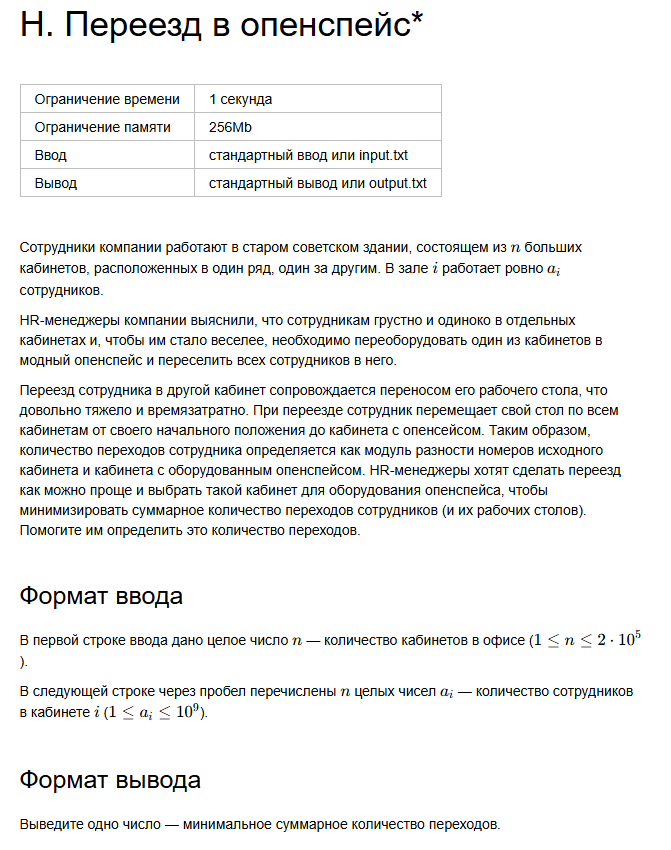 H. Переезд в опенспейс*
Ограничение времени 1 секунда
Ограничение памяти 256Mb
Ввод стандартный ввод или input.txt
Вывод стандартный вывод или output.txt
Сотрудники компании работают в старом советском здании, состоящем из n больших
кабинетов, расположенных в один ряд, один за другим. В зале i работает ровно a_i
сотрудников.
HR-менеджеры компании выяснили, что сотрудникам грустно и одиноко в отдельных
кабинетах и, чтобы им стало веселее, необходимо переоборудовать один из кабинетов в
модный опенспейс и переселить всех сотрудников в него.
Переезд сотрудника в другой кабинет сопровождается переносом его рабочего стола, что
довольно тяжело и времязатратно. При переезде сотрудник перемещает свой стол по всем
кабинетам от своего начального положения до кабинета с опенсейсом. Таким образом,
количество переходов сотрудника определяется как модуль разности номеров исходного
кабинета и кабинета с оборудованным опенспейсом. HR-менеджеры хотят сделать переезд
как можно проще и выбрать такой кабинет для оборудования опенспейса, чтобы
минимизировать суммарное количество переходов сотрудников (и их рабочих столов).
Помогите им определить это количество переходов.
Формат ввода
В первой строке ввода дано целое число n — количество кабинетов в офисе (1 ≤ n ≤ 2 · 10^5
).
В следующей строке через пробел перечислены n целых чисел a_i — количество сотрудников
в кабинете i (1 ≤ a_i ≤ 10^9).
Формат вывода
Выведите одно число — минимальное суммарное количество переходов.